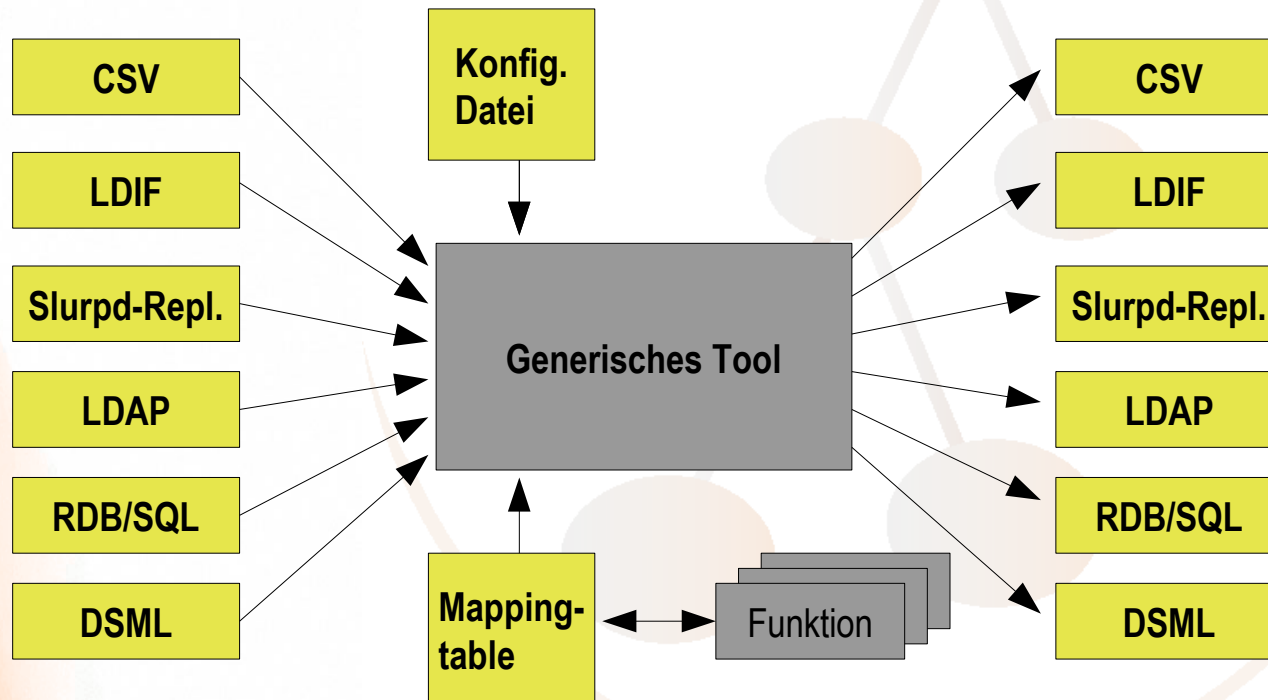 CSV
LDIF
Slurpd-Repl.
LDAP
RDB/SQL
DSML
Konfig.
Datei
Generisches Tool
Mapping-
table
Funktion
CSV
LDIF
Slurpd-Repl.
LDAP
RDB/SQL
DSML